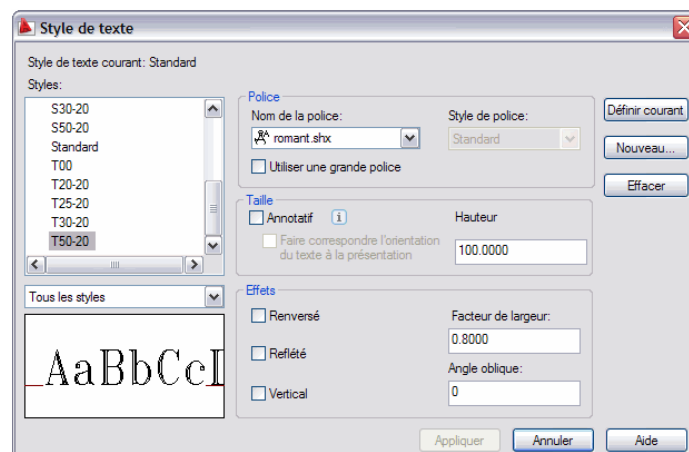 Style de texte
Style de texte courant: Standard
Styles:
S30-20
S50-20
Standard
T00
T20-20
T25-20
T30-20
T50-20
Tous les styles
AaBbCcD
Police
Nom de la police:
romant.shx
Utiliser une grande police
Style de police:
Standard
Taille
Annotatif
Faire correspondre l'orientation
du texte à la présentation
Hauteur
100.0000
Effets
Renversé
Reflété
Vertical
Facteur de largeur:
0.8000
Angle oblique:
0
Définir courant
Nouveau...
Effacer
Appliquer
Annuler
Aide